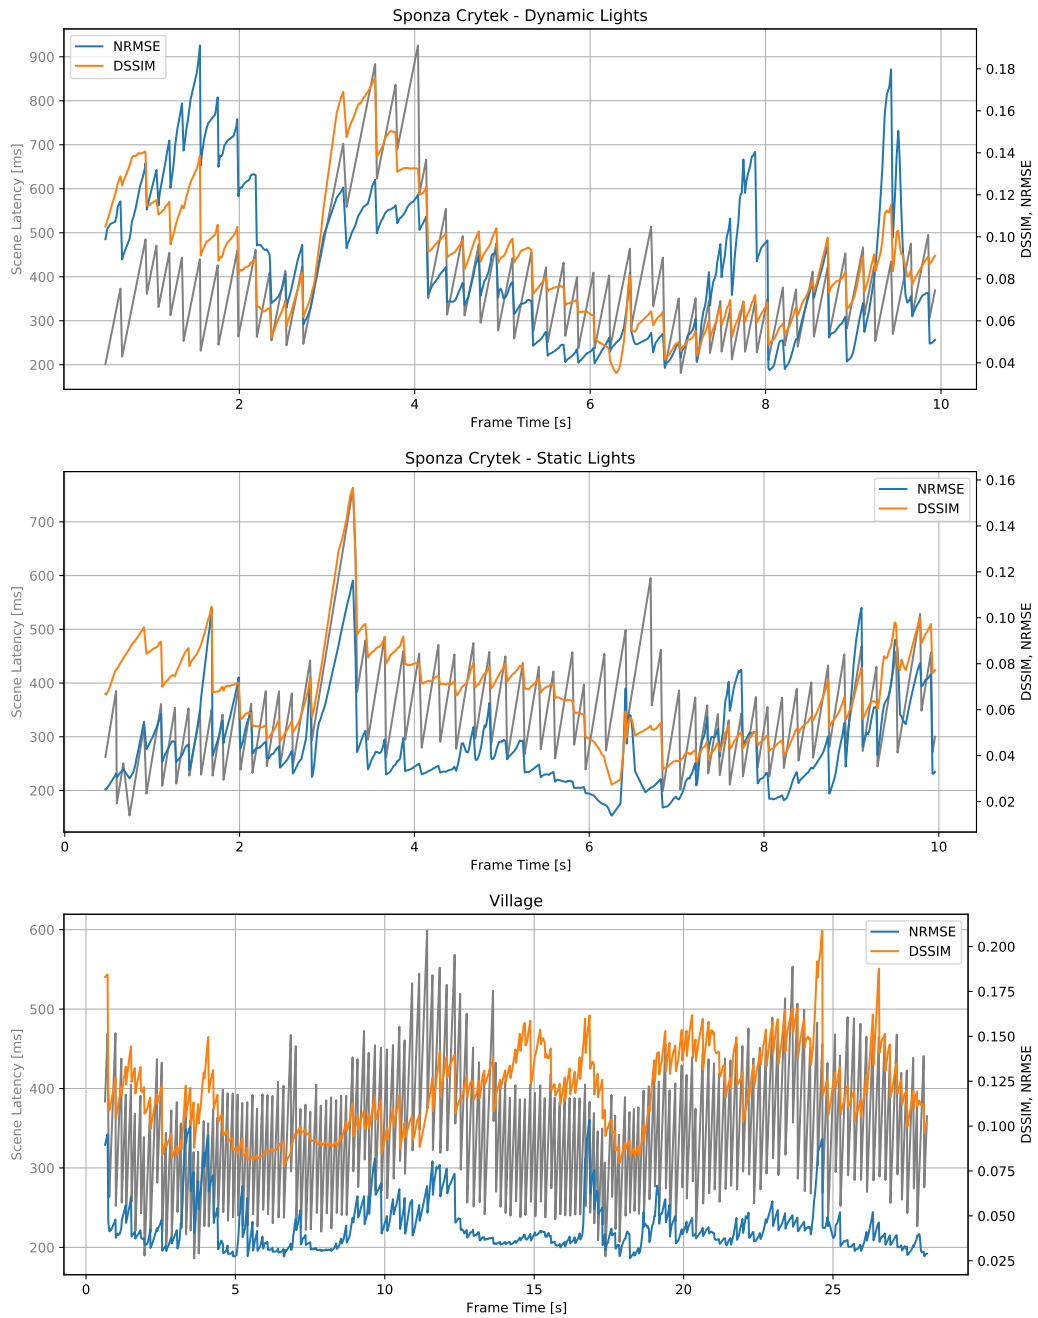 Sponza Crytek - Dynamic Lights
NRMSE
DSSIM
900
800
700
600
500
400
300
200
Scene Latency [ms]
0.18
0.16
0.14
0.12
0.10
0.08
0.06
0.04
DSSIM, NRMSE
2 4 6 8 10
Frame Time [s]
Sponza Crytek - Static Lights
NRMSE
DSSIM
700
600
500
400
300
200
Scene Latency [ms]
0.16
0.14
0.12
0.10
0.08
0.06
0.04
0.02
DSSIM, NRMSE
0 2 4 6 8 10
Frame Time [s]
Village
NRMSE
DSSIM
600
500
400
300
200
Scene Latency [ms]
0.200
0.175
0.150
0.125
0.100
0.075
0.050
0.025
DSSIM, NRMSE
0 5 10 15 20 25
Frame Time [s]